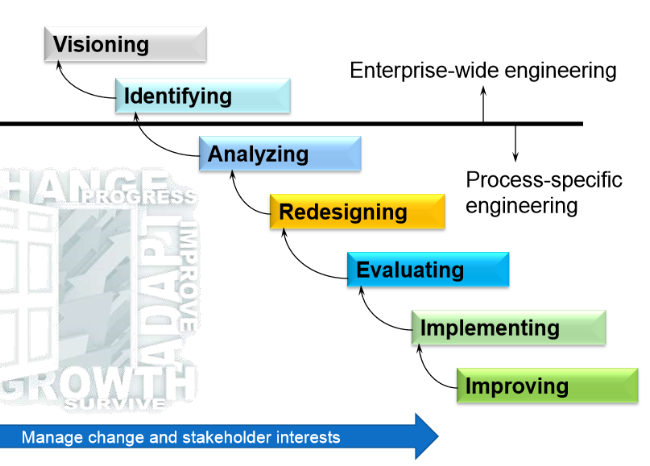 Visioning
Enterprise-wide engineering
Identifying
Analyzing
Process-specific
engineering
HANGE
PROGRESS
Redesigning
ADAPT
IMPROVE
Evaluating
Implementing
GROWTH
Improving
SURVIVE
Manage change and stakeholder interests